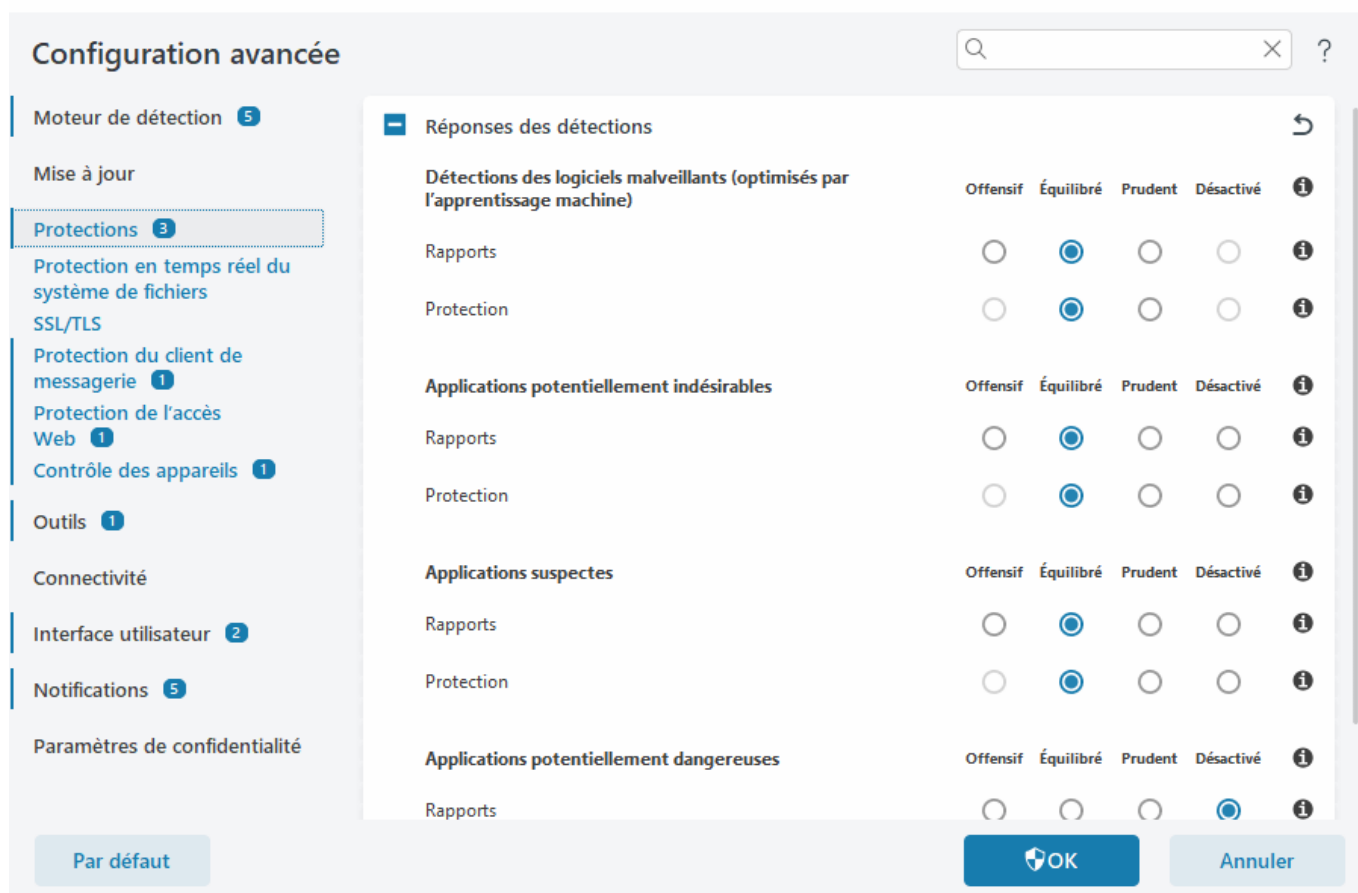 Configuration avancée
?
Moteur de détection 5
Mise à jour
Protections 3
Protection en temps réel du
système de fichiers
SSL/TLS
Protection du client de
messagerie 1
Protection de l'accès
Web 1
Contrôle des appareils 1
Outils 1
Connectivité
Interface utilisateur 2
Notifications 5
Paramètres de confidentialité
Réponses des détections
Détections des logiciels malveillants (optimisés par
l'apprentissage machine)
Offensif Équilibré Prudent Désactivé
Rapports
Protection
Applications potentiellement indésirables Offensif Équilibré Prudent Désactivé
Rapports
Protection
Applications suspectes Offensif Équilibré Prudent Désactivé
Rapports
Protection
Applications potentiellement dangereuses Offensif Équilibré Prudent Désactivé
Rapports
Par défaut OK Annuler